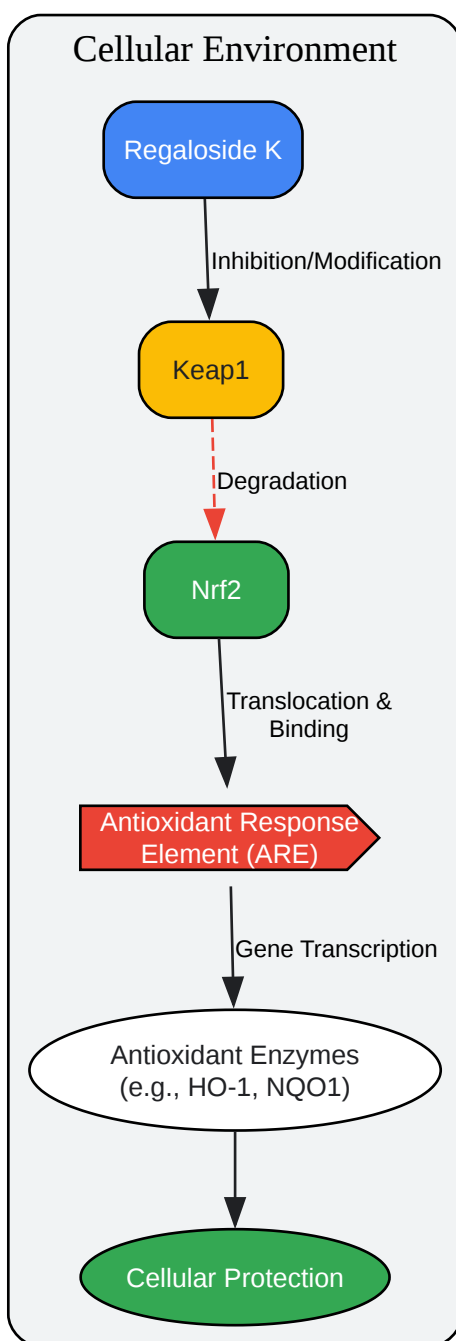 Cellular Environment
Regaloside K
Inhibition/Modification
Keap1
Degradation
Nrf2
Translocation &
Binding
Antioxidant Response
Element (ARE)
Gene Transcription
Antioxidant Enzymes
(e.g., HO-1, NQO1)
Cellular Protection